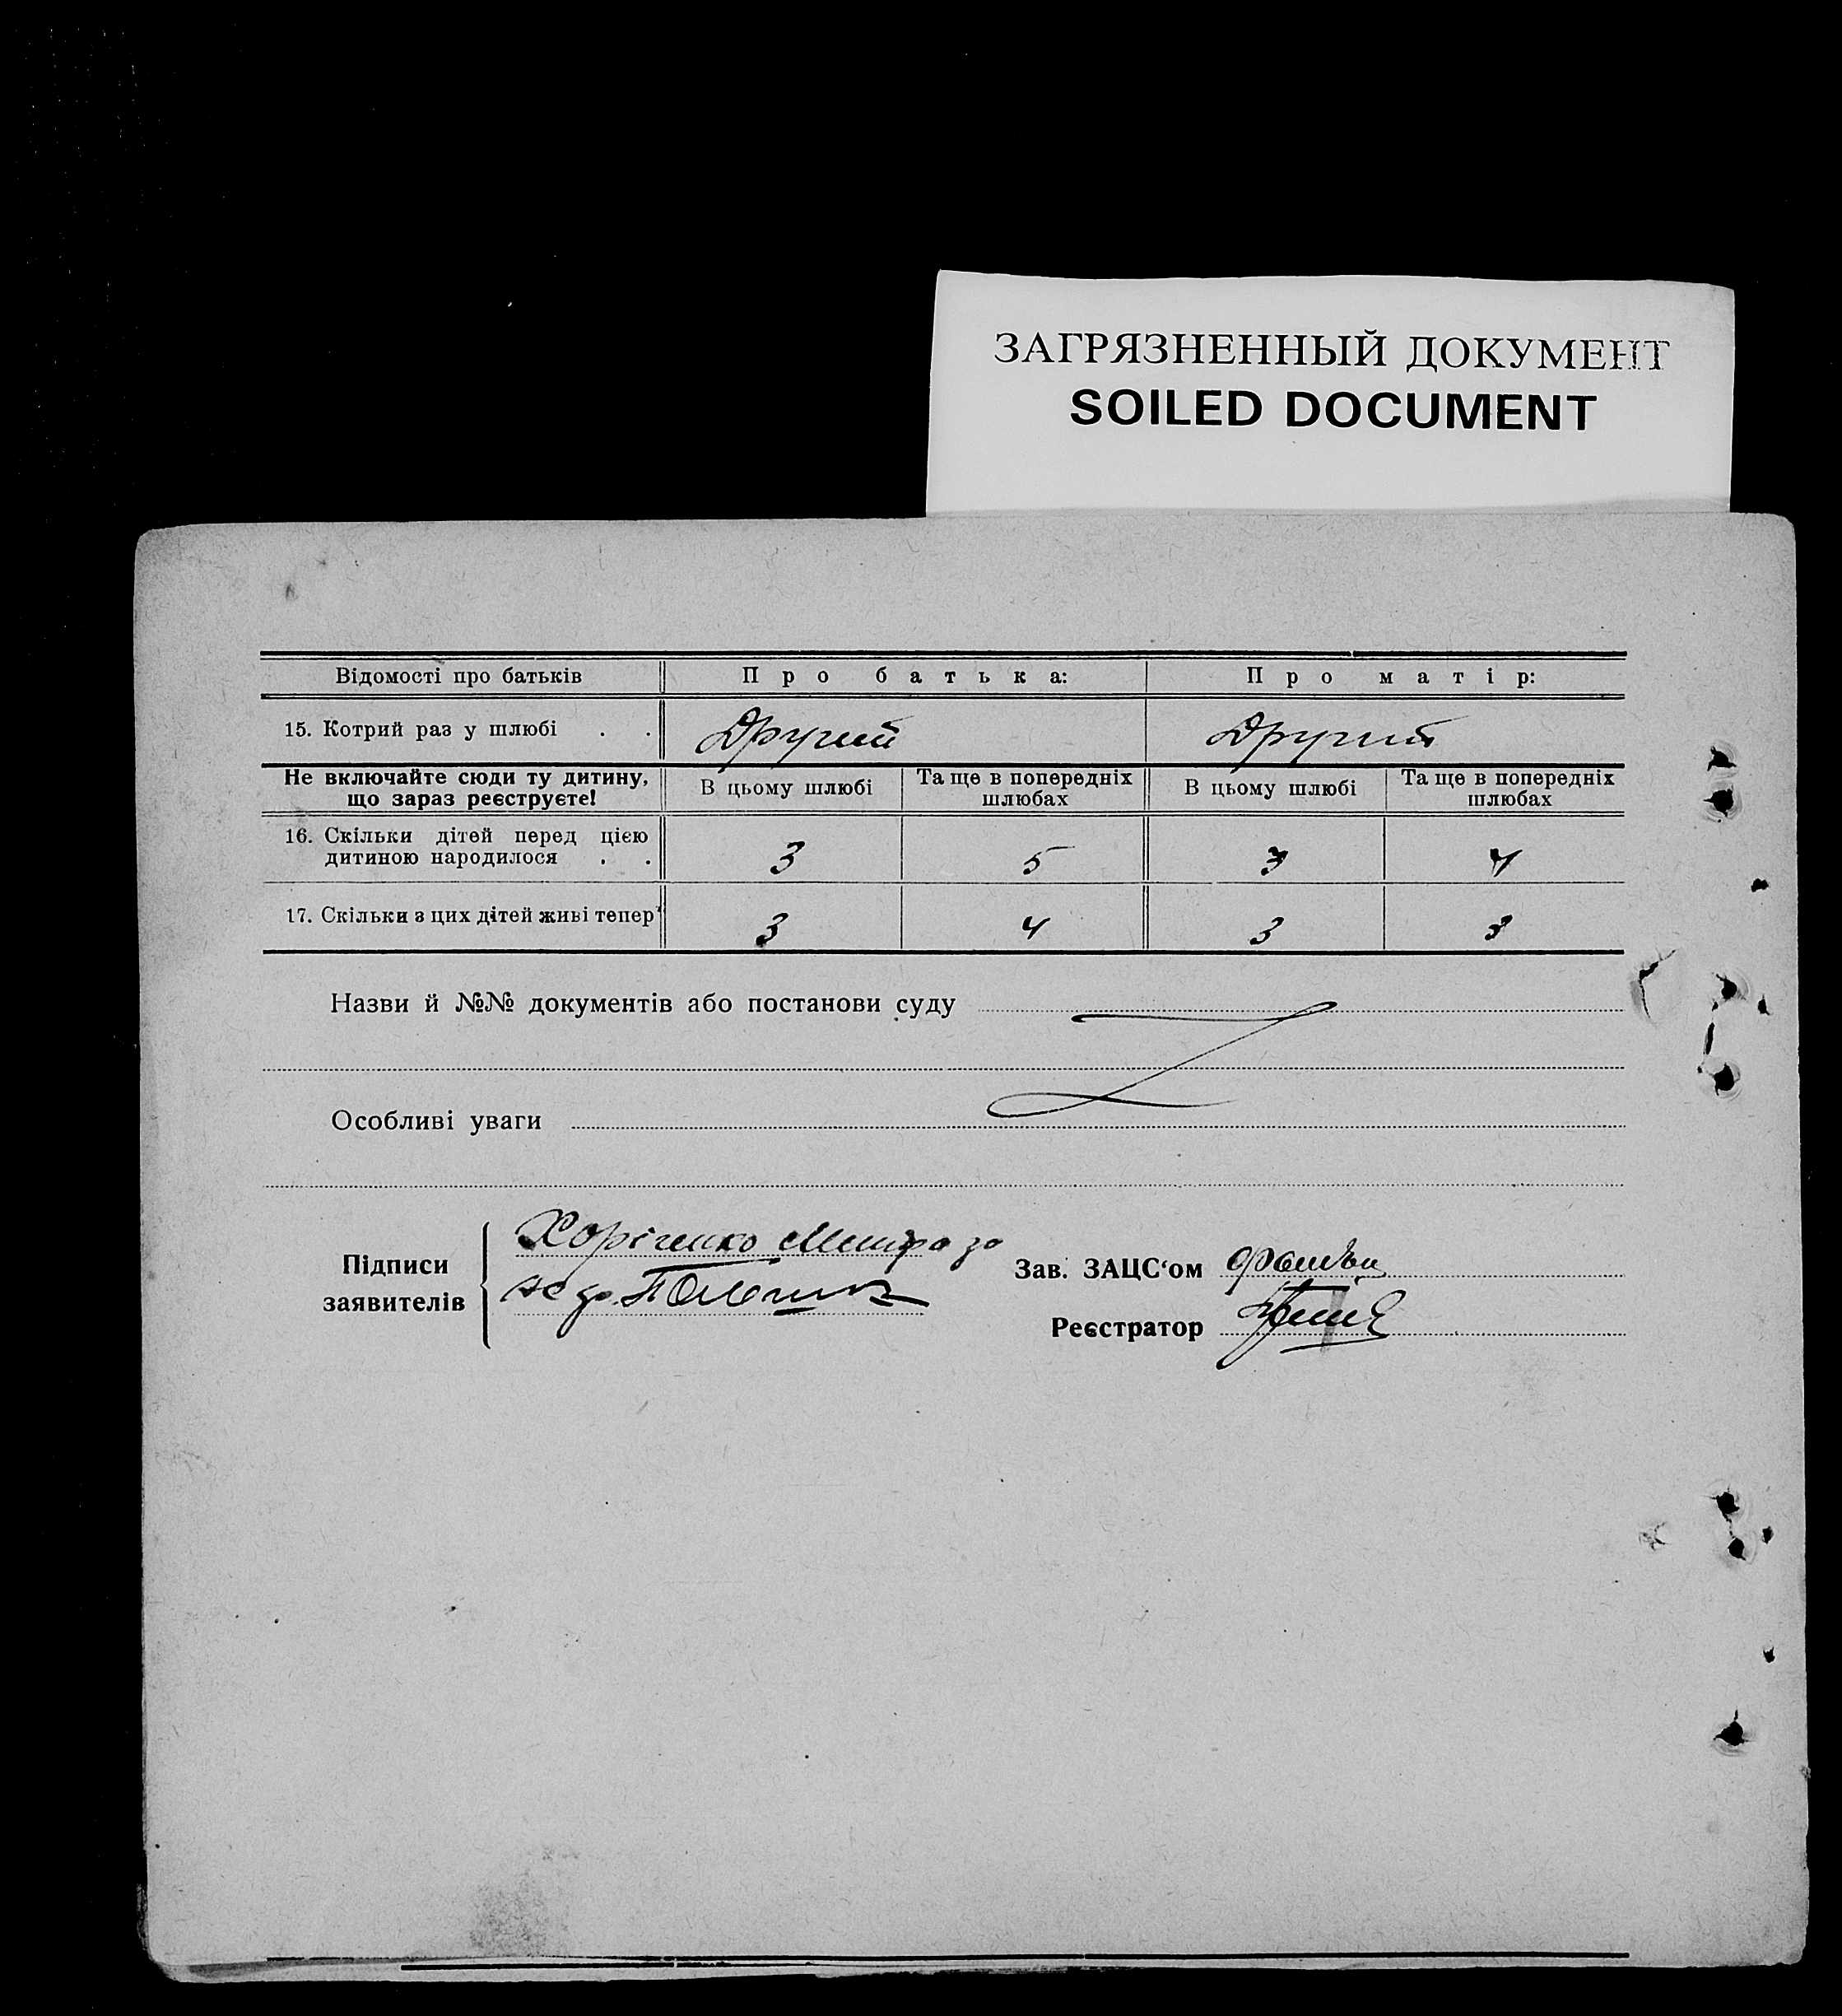 ЗАГРЯЗНЕННЫЙ ДОКУМЕНТ
SOILED DOCUMENT
Відомості про батьків Про батька: Про матір:
15. Котрий раз у шлюбі . . Другий Другий
Не включайте сюди ту дитину, що зараз реєструєте! В цьому шлюбі Та ще в попередніх шлюбах В цьому шлюбі Та ще в попередніх шлюбах
16. Скільки дітей перед цією
дитиною народилося . . 3 5 3 4
17. Скільки з цих дітей живі тепер 3 4 3 3
Назви й №№ документів або постанови суду
Особливі уваги
Підписи заявителів
Зав. ЗАЦС'ом
Реєстратор